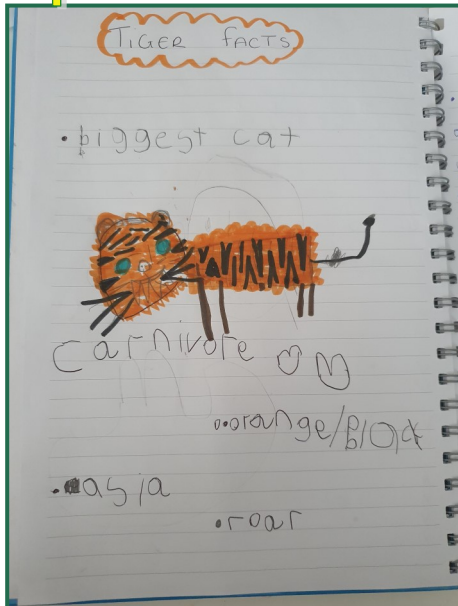 TIGER FACTS
• biggest cat
Carnivore
• orange/Black
• asia
• roar